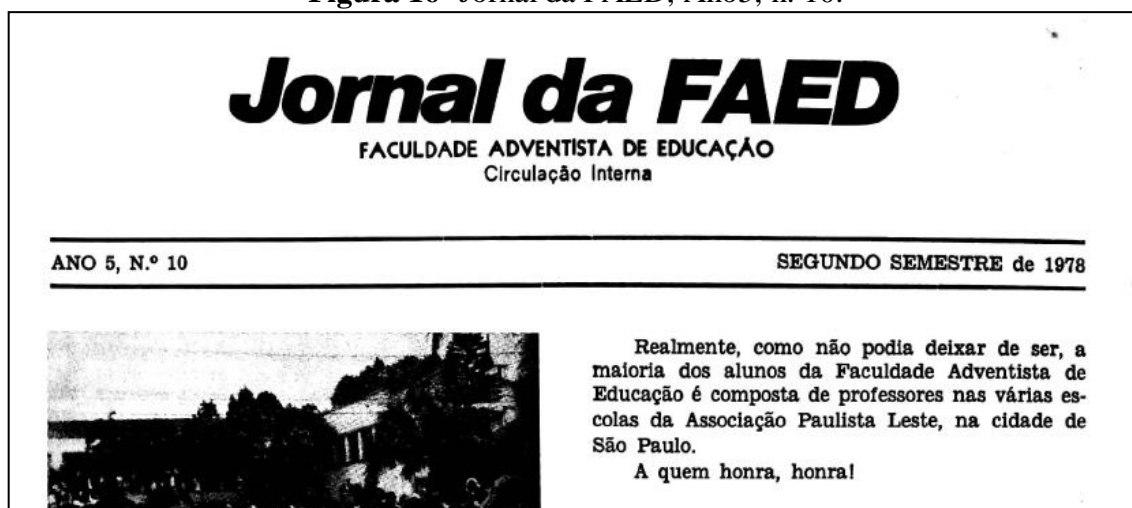 Jornal da FAED
FACULDADE ADVENTISTA DE EDUCAÇÃO
Circulação Interna
ANO 5, N.º 10
SEGUNDO SEMESTRE de 1978
Realmente, como não podia deixar de ser, a
maioria dos alunos da Faculdade Adventista de
Educação é composta de professores nas várias es-
colas da Associação Paulista Leste, na cidade de
São Paulo.
A quem honra, honra!